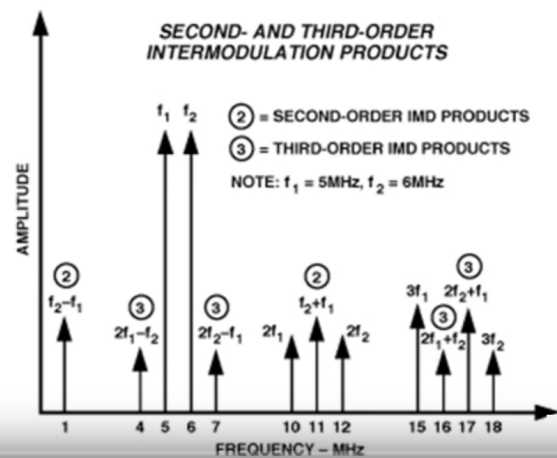 SECOND- AND THIRD-ORDER
INTERMODULATION PRODUCTS
f₁ f₂
② = SECOND-ORDER IMD PRODUCTS
③ = THIRD-ORDER IMD PRODUCTS
NOTE: f₁ = 5MHz, f₂ = 6MHz
AMPLITUDE
②
f₂–f₁
③
2f₁–f₂
③
2f₂–f₁
2f₁
②
f₂+f₁
2f₂
3f₁
③
2f₁+f₂
③
2f₂+f₁
3f₂
1 4 5 6 7 10 11 12 15 16 17 18
FREQUENCY – MHz